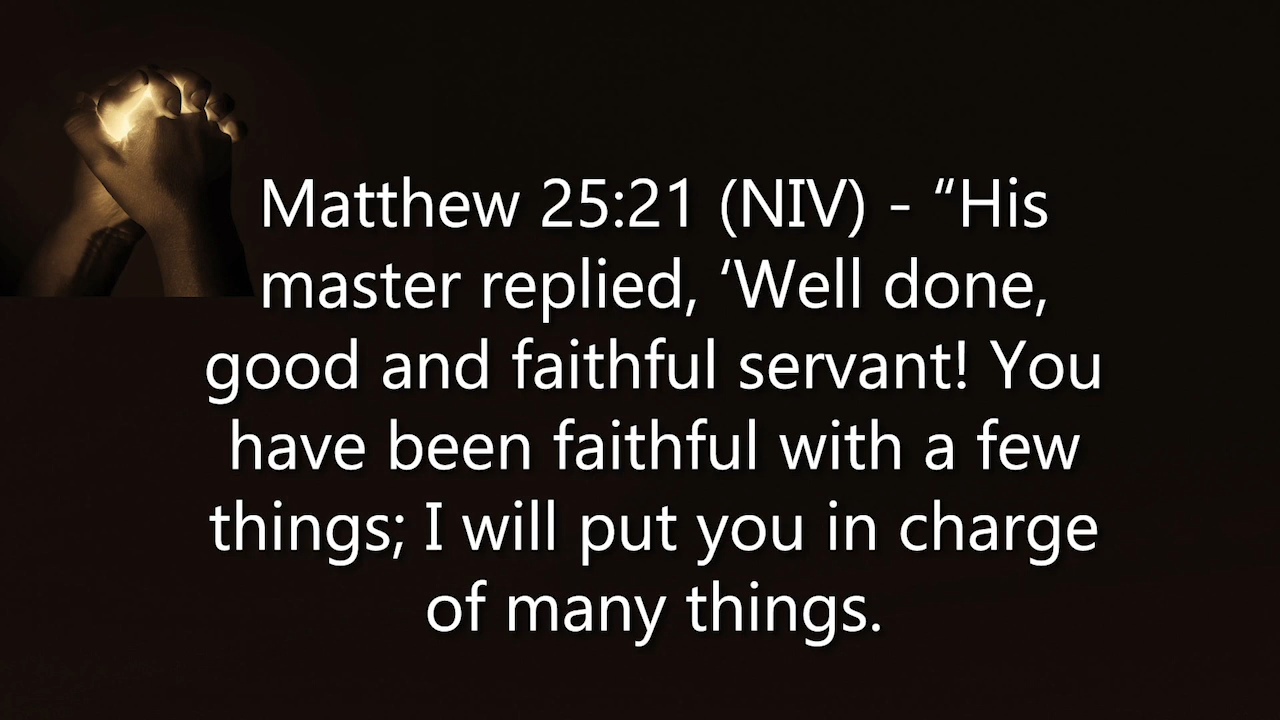 Matthew 25:21 (NIV) - “His
master replied, ‘Well done,
good and faithful servant! You
have been faithful with a few
things; I will put you in charge
of many things.